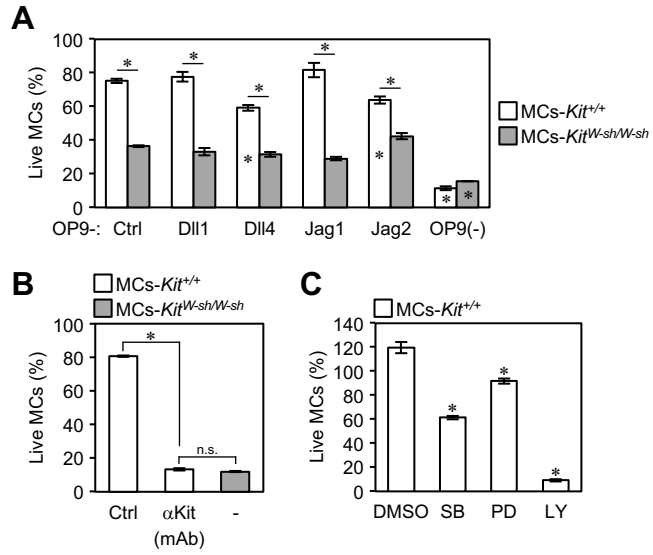 A
Live MCs (%)
100
80
60
40
20
0
* * * * *
* * * *
MCs-Kit+/+
MCs-KitW-sh/W-sh
OP9-: Ctrl Dll1 Dll4 Jag1 Jag2 OP9(-)
B
MCs-Kit+/+
MCs-KitW-sh/W-sh
Live MCs (%)
100
80
60
40
20
0
*
n.s.
Ctrl αKit -
(mAb)
C
MCs-Kit+/+
Live MCs (%)
140
120
100
80
60
40
20
0
* * *
DMSO SB PD LY